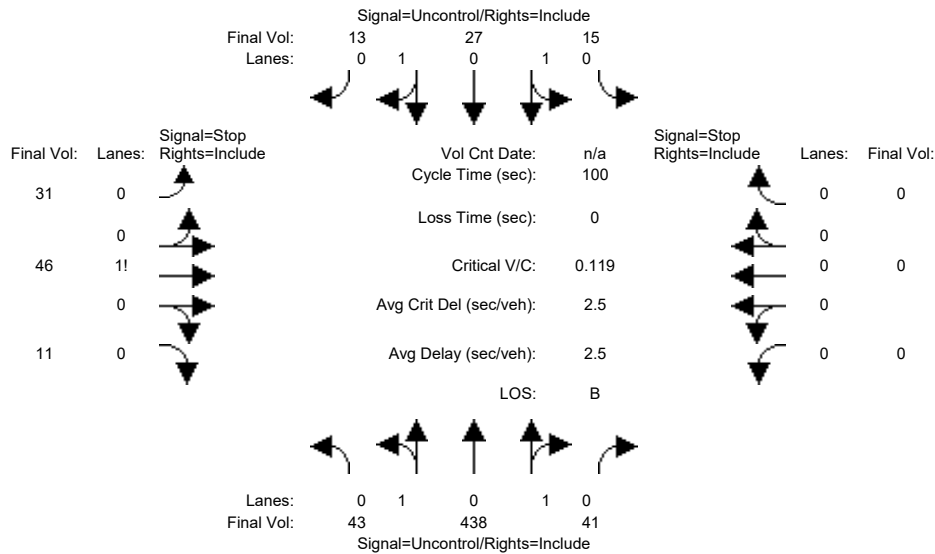 Signal=Uncontrol/Rights=Include
Final Vol: 13 27 15
Lanes: 0 1 0 1 0
Signal=Stop Signal=Stop
Final Vol: Lanes: Rights=Include Vol Cnt Date: n/a Rights=Include Lanes: Final Vol:
Cycle Time (sec): 100
31 0 0 0
Loss Time (sec): 0
0 0
46 1! Critical V/C: 0.119 0 0
0 Avg Crit Del (sec/veh): 2.5 0
11 0 Avg Delay (sec/veh): 2.5 0 0
LOS: B
Lanes: 0 1 0 1 0
Final Vol: 43 438 41
Signal=Uncontrol/Rights=Include